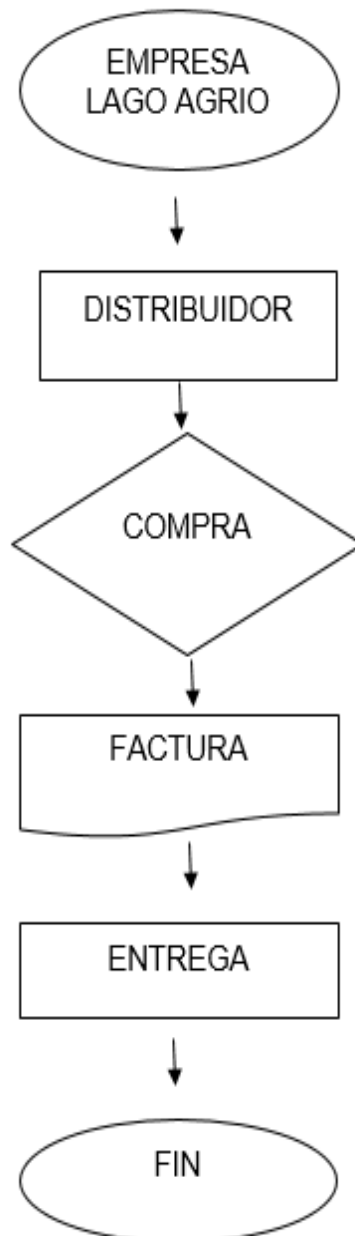 EMPRESA
LAGO AGRIO
DISTRIBUIDOR
COMPRA
FACTURA
ENTREGA
FIN